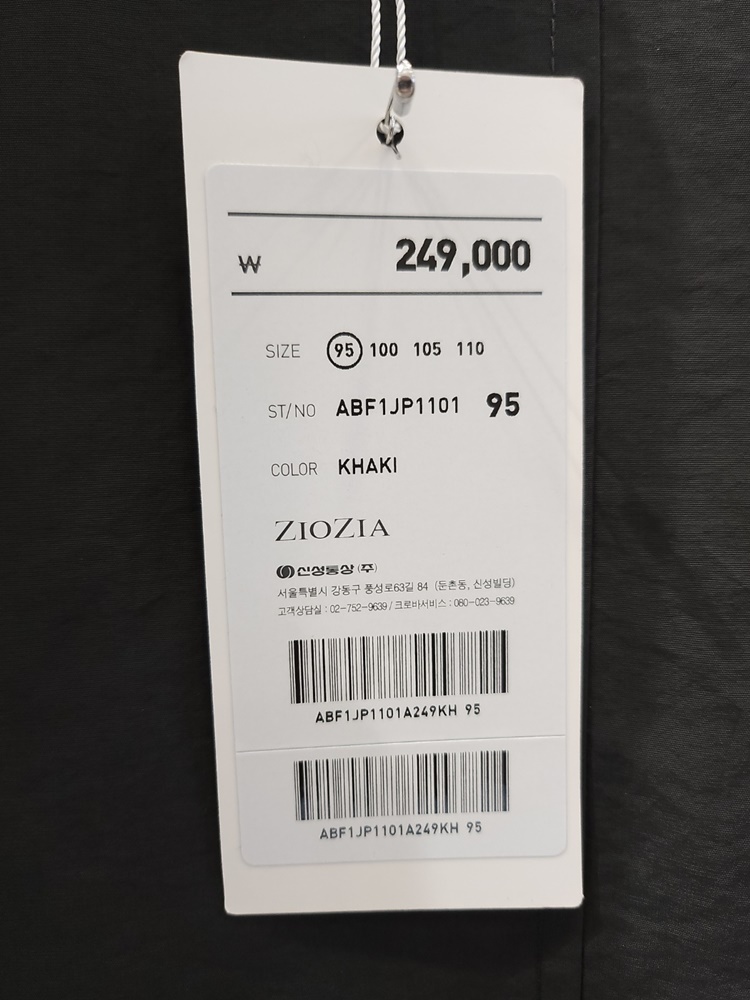 ₩ 249,000
SIZE 95 100 105 110
ST/NO ABF1JP1101 95
COLOR KHAKI
ZIOZIA
신성통상(주)
서울특별시 강동구 풍성로63길 84 (둔촌동, 신성빌딩)
고객상담실 : 02-752-9639 / 크로바서비스 : 080-023-9639
ABF1JP1101A249KH 95
ABF1JP1101A249KH 95